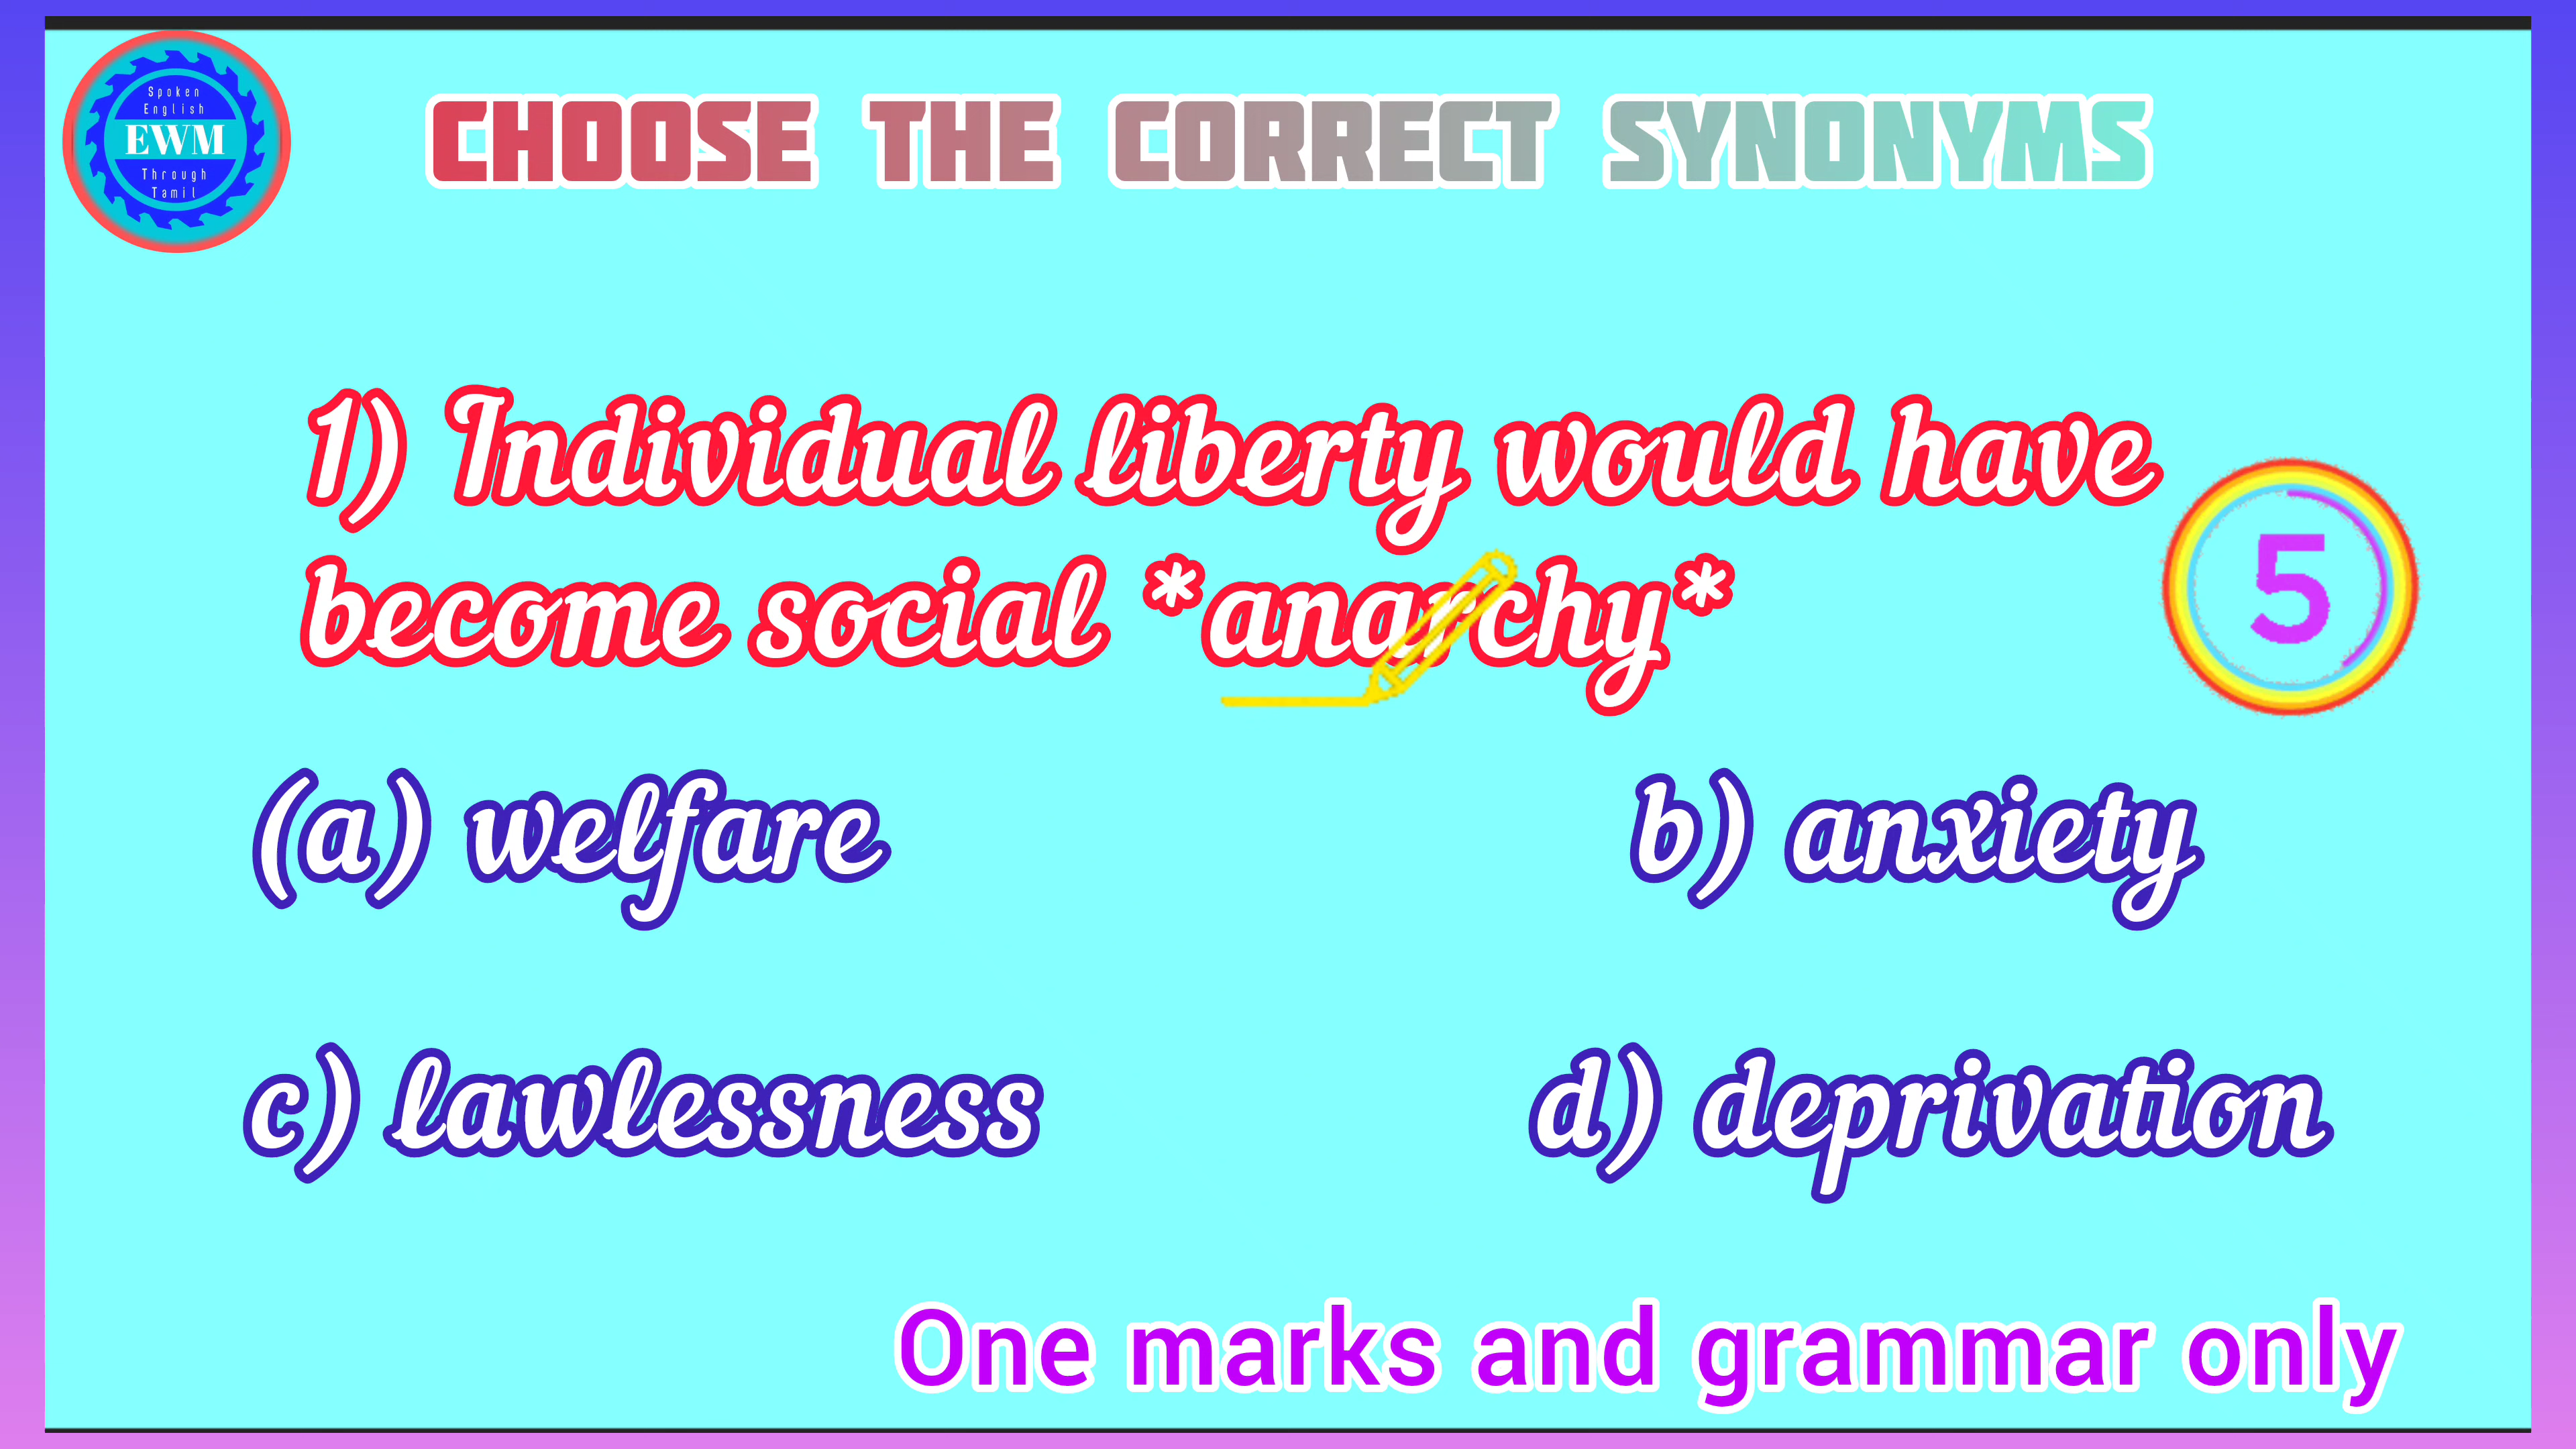 Spoken
English
EWM
Through
Tamil
CHOOSE THE CORRECT SYNONYMS
1) Individual liberty would have
become social *anarchy*
5
(a) welfare
b) anxiety
c) lawlessness
d) deprivation
One marks and grammar only